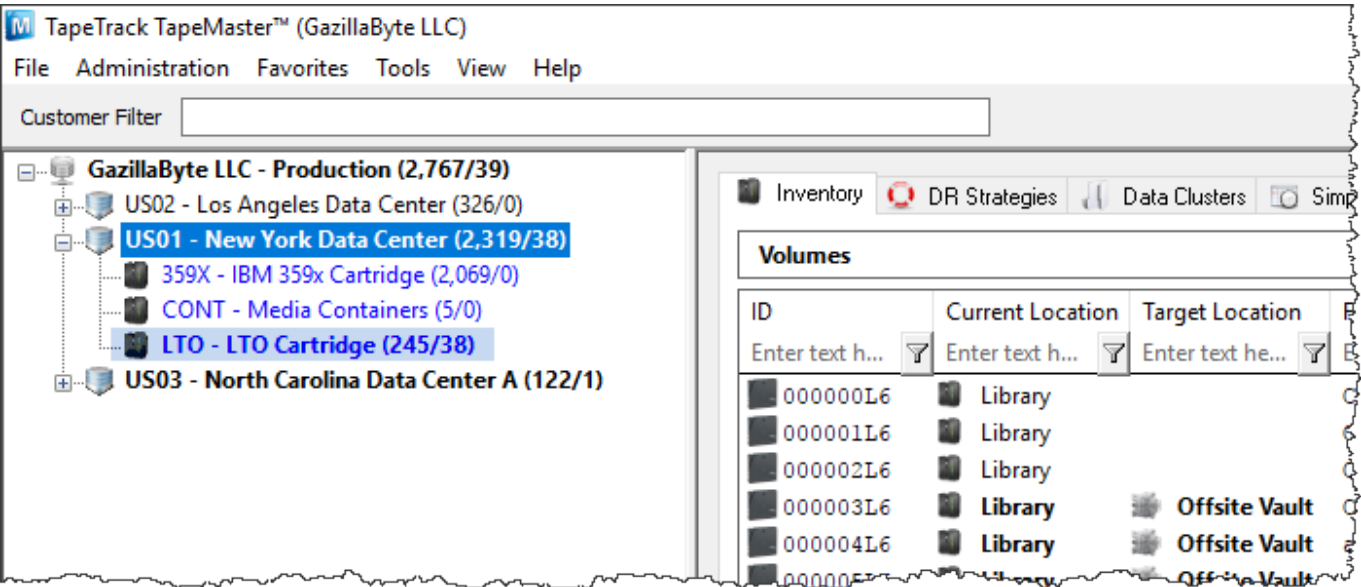 TapeTrack TapeMaster™ (GazillaByte LLC)
File Administration Favorites Tools View Help
Customer Filter
GazillaByte LLC - Production (2,767/39)
US02 - Los Angeles Data Center (326/0)
US01 - New York Data Center (2,319/38)
359X - IBM 359x Cartridge (2,069/0)
CONT - Media Containers (5/0)
LTO - LTO Cartridge (245/38)
US03 - North Carolina Data Center A (122/1)
Inventory DR Strategies Data Clusters
Volumes
ID Current Location Target Location
Enter text h... Enter text h... Enter text he...
000000L6 Library
000001L6 Library
000002L6 Library
000003L6 Library Offsite Vault
000004L6 Library Offsite Vault